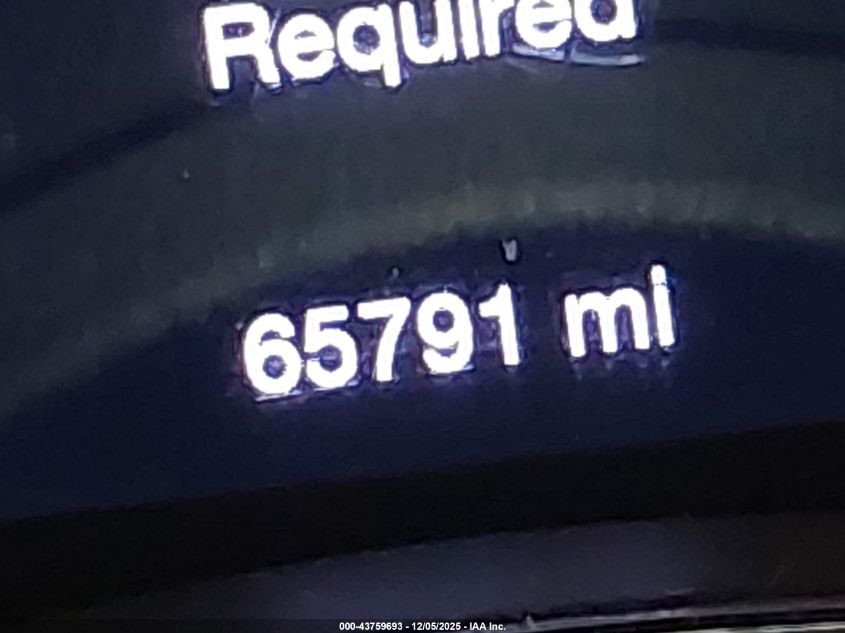 Required
65791 mi
000-43759693 - 12/05/2025 - IAA Inc.